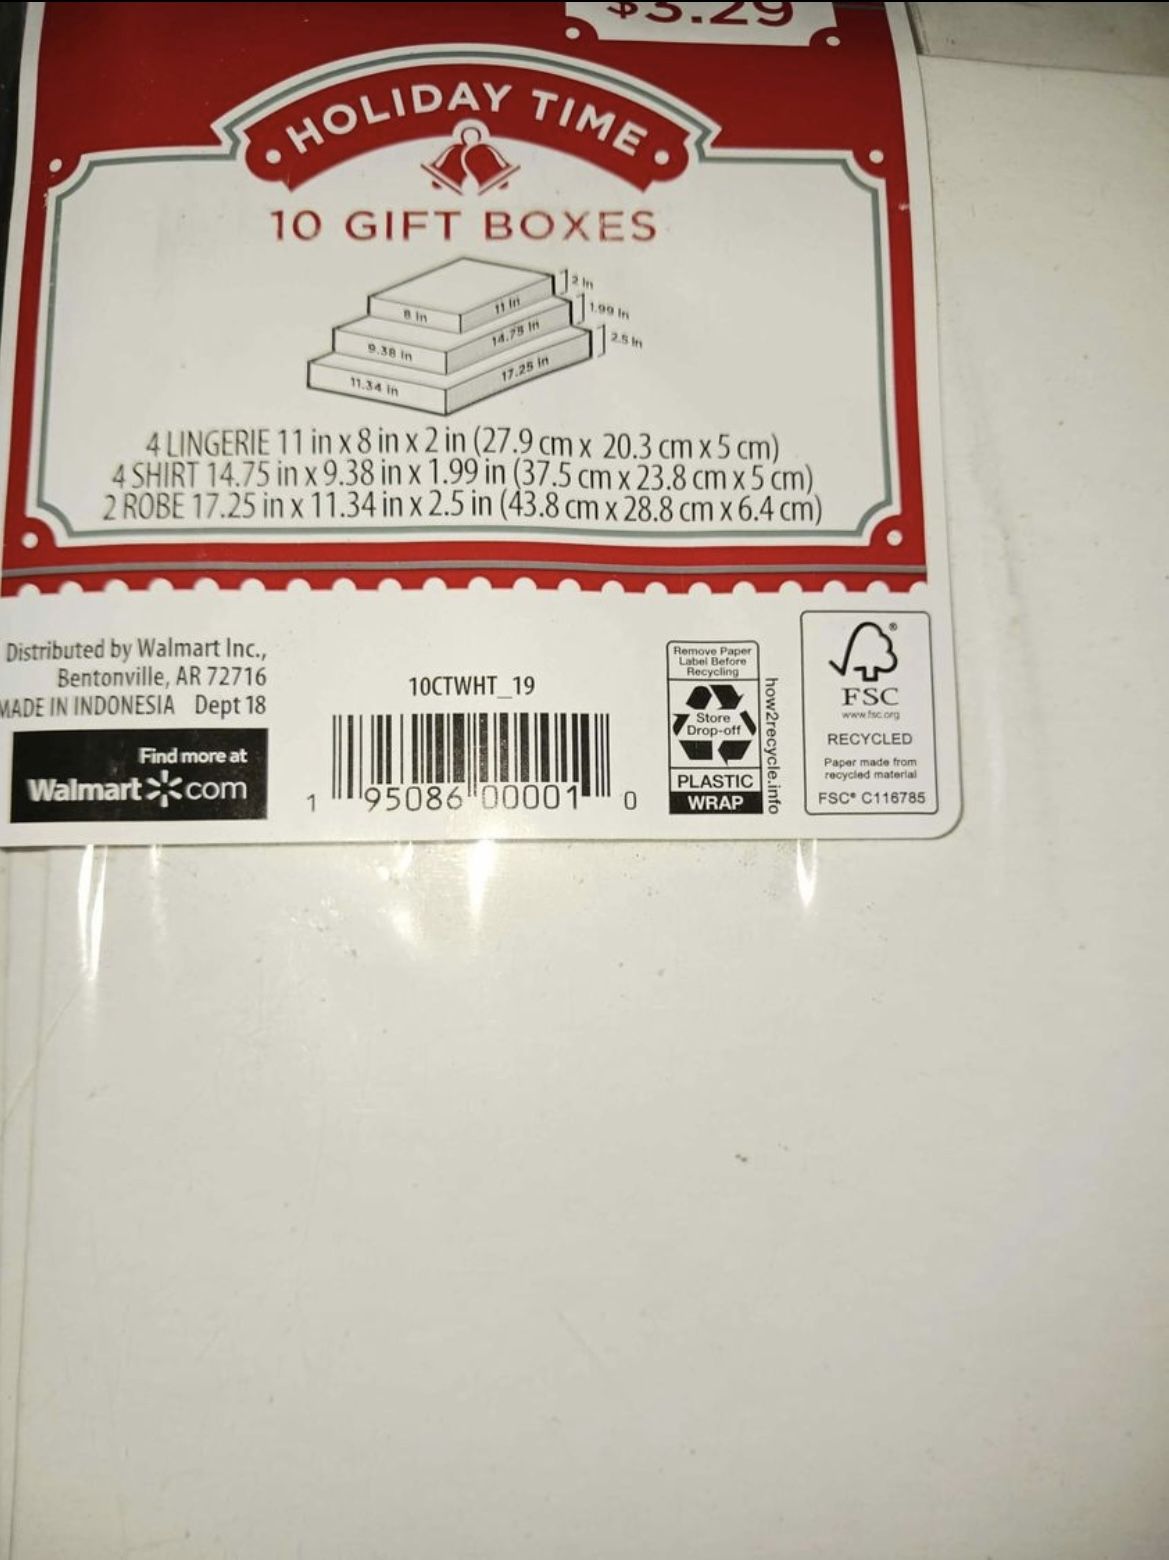 $3.29
HOLIDAY TIME
10 GIFT BOXES
2 in
8 in
11 in
1.99 in
9.38 in
14.75 in
2.5 in
11.34 in
17.25 in
4 LINGERIE 11 in x 8 in x 2 in (27.9 cm x 20.3 cm x 5 cm)
4 SHIRT 14.75 in x 9.38 in x 1.99 in (37.5 cm x 23.8 cm x 5 cm)
2 ROBE 17.25 in x 11.34 in x 2.5 in (43.8 cm x 28.8 cm x 6.4 cm)
Distributed by Walmart Inc.,
Bentonville, AR 72716
MADE IN INDONESIA Dept 18
Find more at
Walmart com
10CTWHT_19
1 95086 00001 0
Remove Paper
Label Before
Recycling
Store
Drop-off
PLASTIC
WRAP
how2recycle.info
®
FSC
www.fsc.org
RECYCLED
Paper made from
recycled material
FSC® C116785